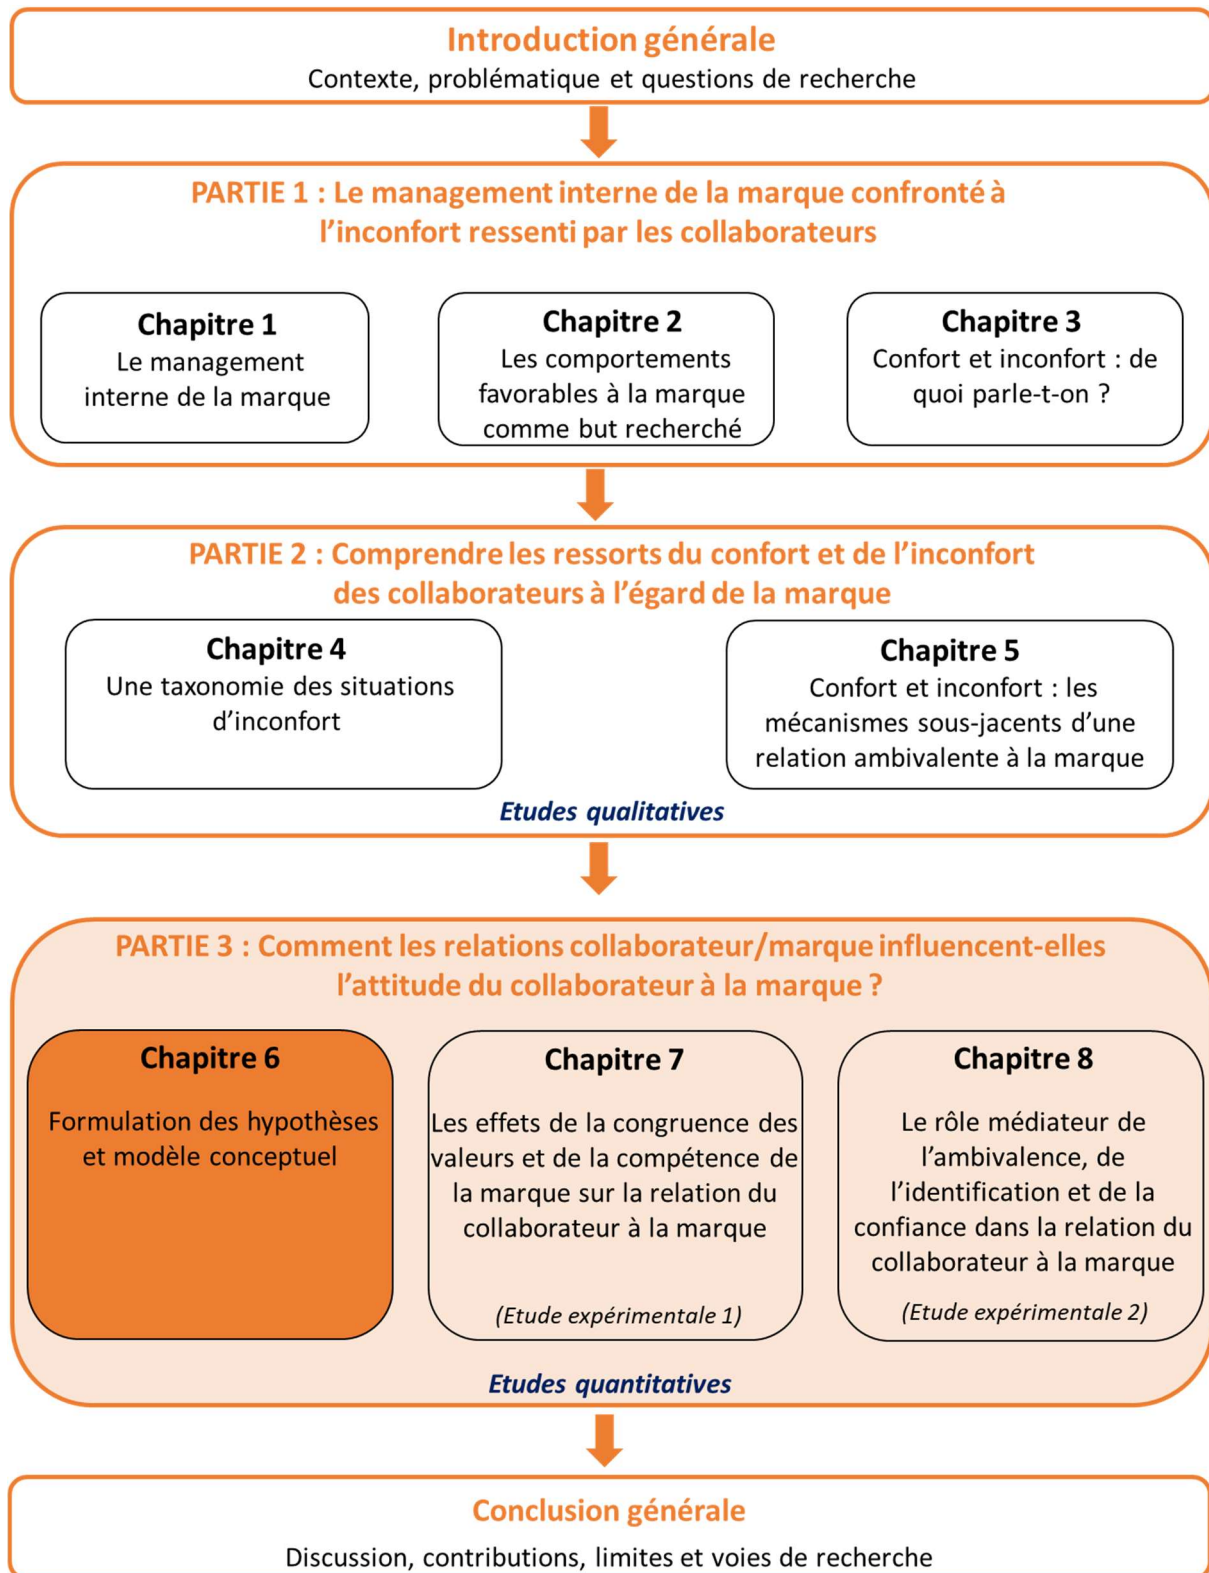 Introduction générale
Contexte, problématique et questions de recherche
PARTIE 1 : Le management interne de la marque confronté à
l'inconfort ressenti par les collaborateurs
Chapitre 1
Le management
interne de la marque
Chapitre 2
Les comportements
favorables à la marque
comme but recherché
Chapitre 3
Confort et inconfort : de
quoi parle-t-on ?
PARTIE 2 : Comprendre les ressorts du confort et de l'inconfort
des collaborateurs à l'égard de la marque
Chapitre 4
Une taxonomie des situations
d'inconfort
Chapitre 5
Confort et inconfort : les
mécanismes sous-jacents d'une
relation ambivalente à la marque
Etudes qualitatives
PARTIE 3 : Comment les relations collaborateur/marque influencent-elles
l'attitude du collaborateur à la marque ?
Chapitre 6
Formulation des hypothèses
et modèle conceptuel
Chapitre 7
Les effets de la congruence des
valeurs et de la compétence de
la marque sur la relation du
collaborateur à la marque
(Etude expérimentale 1)
Chapitre 8
Le rôle médiateur de
l'ambivalence, de
l'identification et de la
confiance dans la relation du
collaborateur à la marque
(Etude expérimentale 2)
Etudes quantitatives
Conclusion générale
Discussion, contributions, limites et voies de recherche